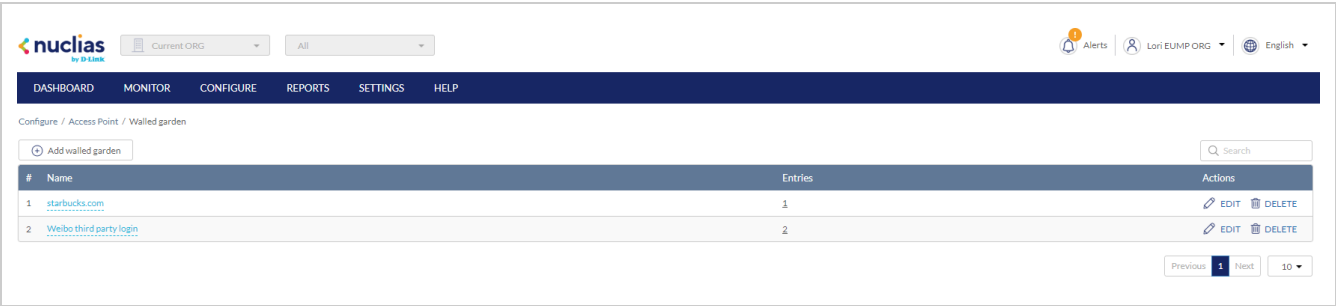 nuclias
by D-Link
Current ORG
All
!
Alerts
Lori EUMP ORG
English
DASHBOARD MONITOR CONFIGURE REPORTS SETTINGS HELP
Configure / Access Point / Walled garden
Add walled garden
Search
# Name Entries Actions
1 starbucks.com 1 EDIT DELETE
2 Weibo third party login 2 EDIT DELETE
Previous 1 Next 10